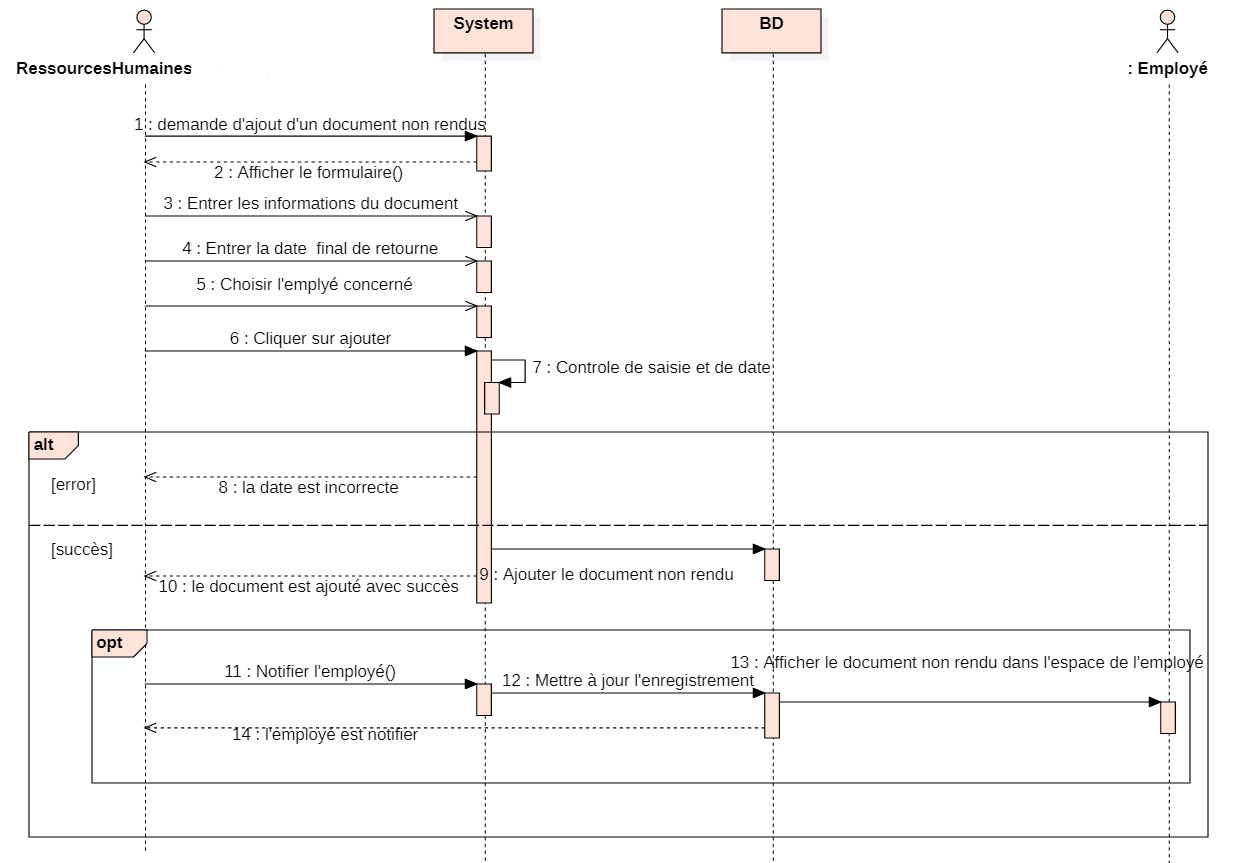 System
BD
RessourcesHumaines
: Employé
1 : demande d'ajout d'un document non rendus
2 : Afficher le formulaire()
3 : Entrer les informations du document
4 : Entrer la date  final de retourne
5 : Choisir l'emplyé concerné
6 : Cliquer sur ajouter
7 : Controle de saisie et de date
alt
[error]
8 : la date est incorrecte
[succès]
9 : Ajouter le document non rendu
10 : le document est ajouté avec succès
opt
11 : Notifier l'employé()
12 : Mettre à jour l'enregistrement
13 : Afficher le document non rendu dans l'espace de l'employé
14 : l'employé est notifier